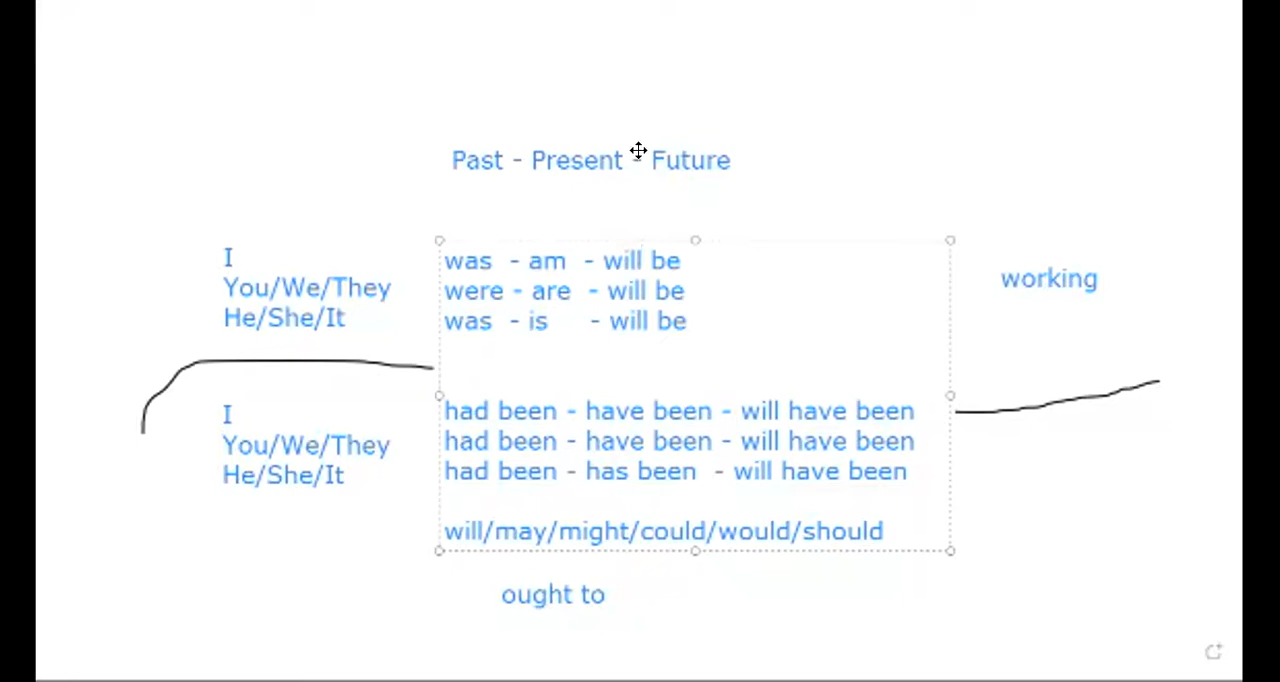 Past - Present - Future
I
You/We/They
He/She/It
was - am - will be
were - are - will be
was - is - will be
working
I
You/We/They
He/She/It
had been - have been - will have been
had been - have been - will have been
had been - has been - will have been
will/may/might/could/would/should
ought to